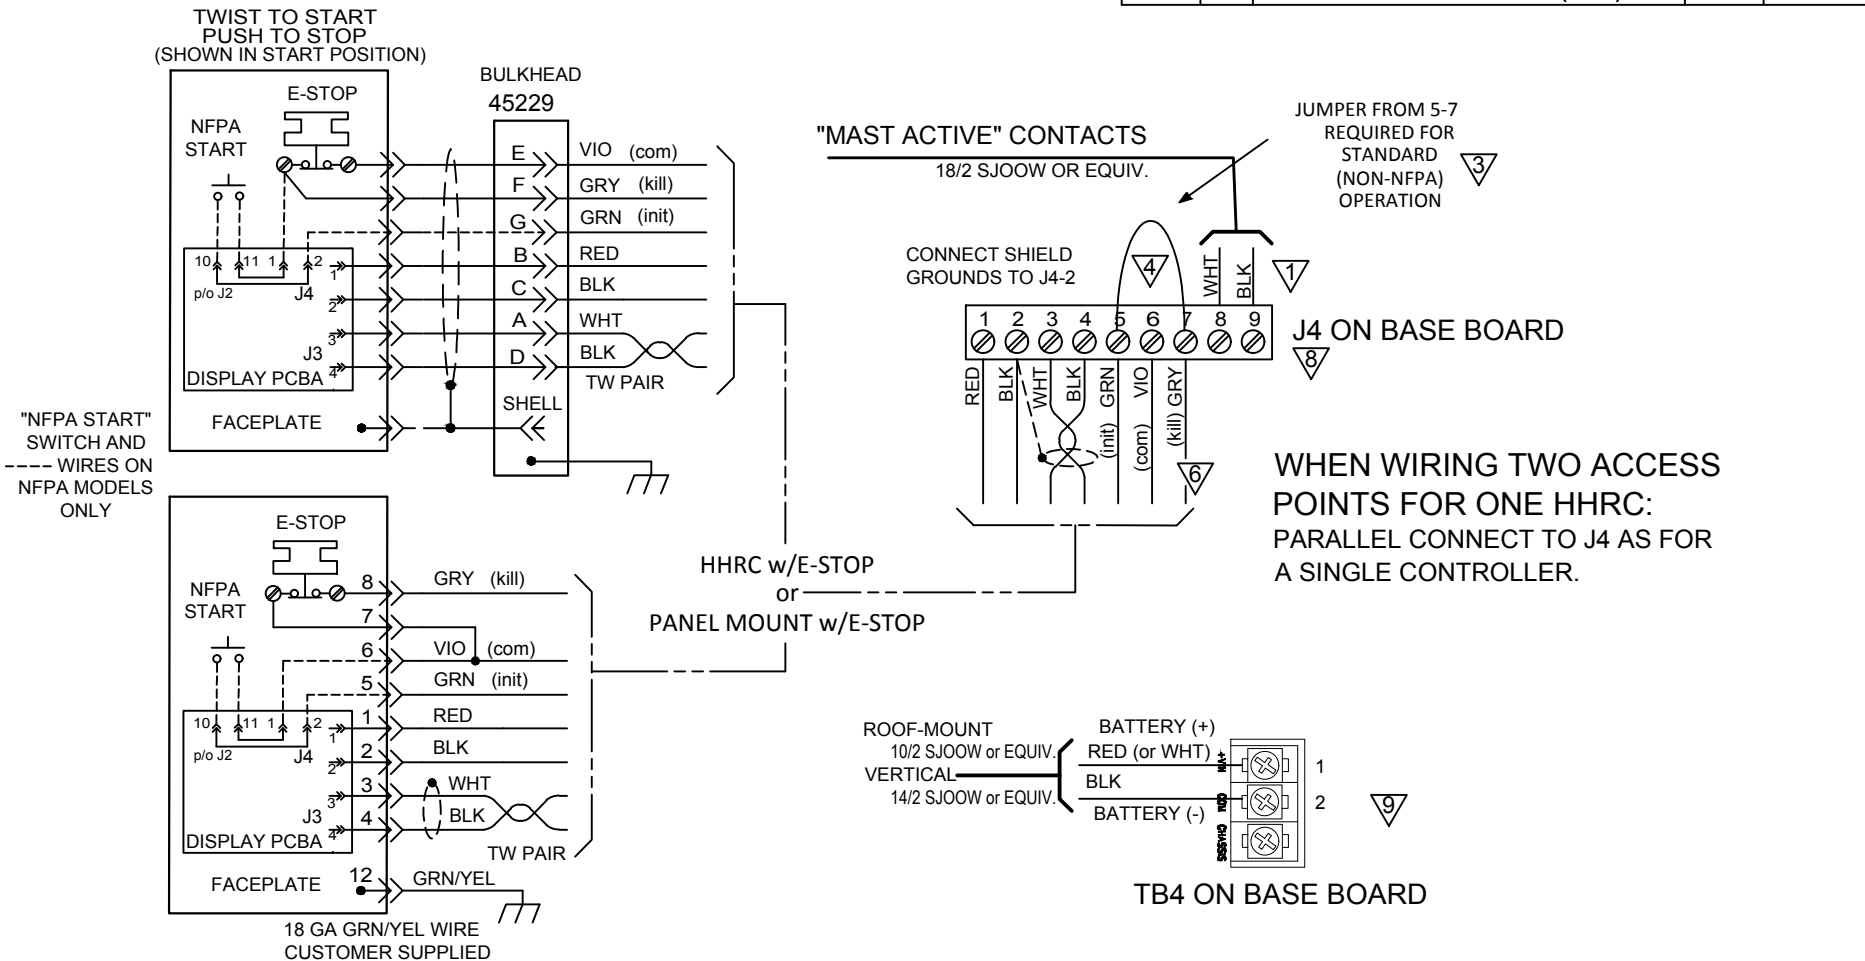 TWIST TO START
PUSH TO STOP
(SHOWN IN START POSITION)
E-STOP
NFPA
START
10
11
1
2
p/o J2
J4
1
2
3
J3
4
DISPLAY PCBA
FACEPLATE
BULKHEAD
45229
E
VIO (com)
F
GRY (kill)
G
GRN (init)
B
RED
C
BLK
A
WHT
D
BLK
TW PAIR
SHELL
"NFPA START"
SWITCH AND
---- WIRES ON
NFPA MODELS
ONLY
E-STOP
NFPA
START
8
GRY (kill)
7
6
VIO (com)
5
GRN (init)
10
11
1
2
p/o J2
J4
1
1
RED
2
2
BLK
3
3
WHT
J3
4
4
BLK
TW PAIR
DISPLAY PCBA
FACEPLATE
12
GRN/YEL
18 GA GRN/YEL WIRE
CUSTOMER SUPPLIED
HHRC w/E-STOP
or
PANEL MOUNT w/E-STOP
"MAST ACTIVE" CONTACTS
18/2 SJOOW OR EQUIV.
JUMPER FROM 5-7
REQUIRED FOR
STANDARD
(NON-NFPA)
OPERATION
3
CONNECT SHIELD
GROUNDS TO J4-2
4
WHT
BLK
1
1 2 3 4 5 6 7 8 9
J4 ON BASE BOARD
8
RED
BLK
WHT
BLK
(init) GRN
(com) VIO
(kill) GRY
6
WHEN WIRING TWO ACCESS
POINTS FOR ONE HHRC:
PARALLEL CONNECT TO J4 AS FOR
A SINGLE CONTROLLER.
ROOF-MOUNT
10/2 SJOOW or EQUIV.
VERTICAL
14/2 SJOOW or EQUIV.
BATTERY (+)
RED (or WHT)
BLK
BATTERY (-)
+VIN
COM
CHASSIS
1
2
9
TB4 ON BASE BOARD